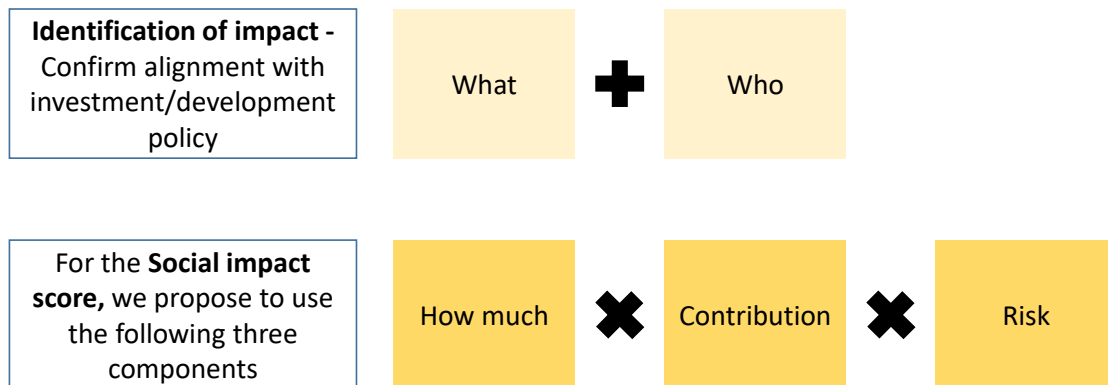 Identification of impact -
Confirm alignment with
investment/development
policy
What
Who
For the Social impact
score, we propose to use
the following three
components
How much
Contribution
Risk